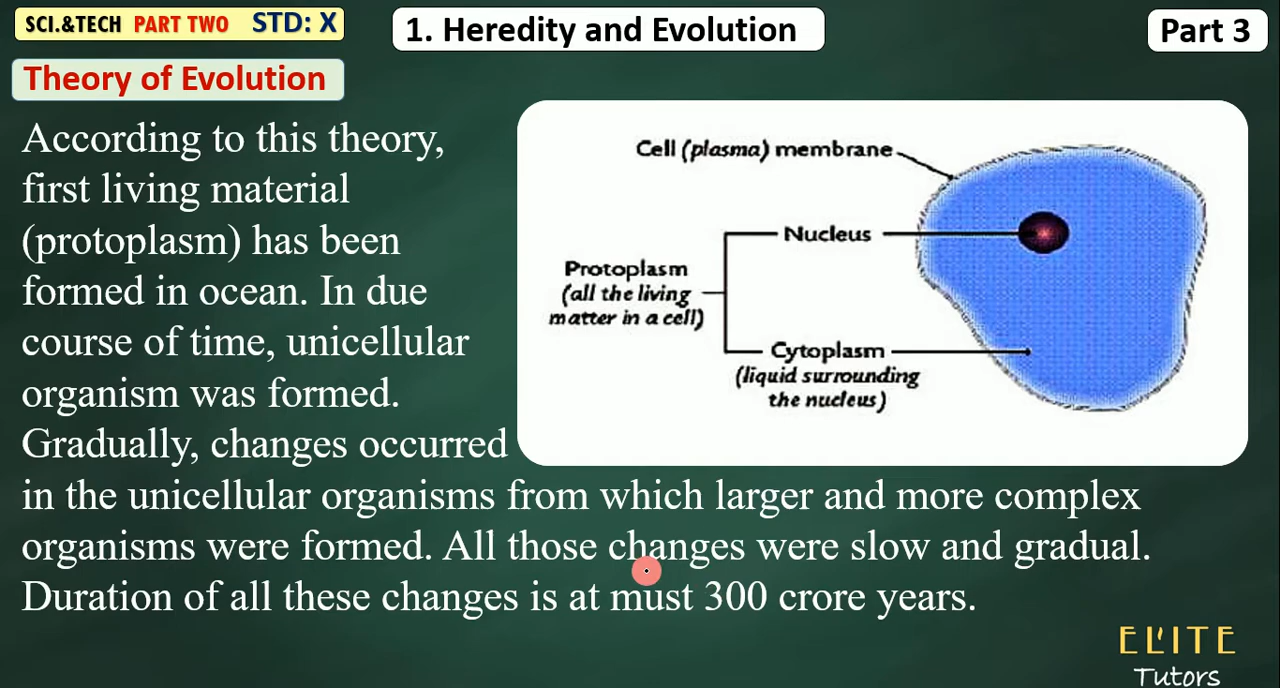 SCI.&TECH PART TWO STD: X
1. Heredity and Evolution
Part 3
Theory of Evolution
According to this theory,
first living material
(protoplasm) has been
formed in ocean. In due
course of time, unicellular
organism was formed.
Gradually, changes occurred
in the unicellular organisms from which larger and more complex
organisms were formed. All those changes were slow and gradual.
Duration of all these changes is at must 300 crore years.
Cell (plasma) membrane
Nucleus
Protoplasm
(all the living
matter in a cell)
Cytoplasm
(liquid surrounding
the nucleus)
ELITE
Tutors